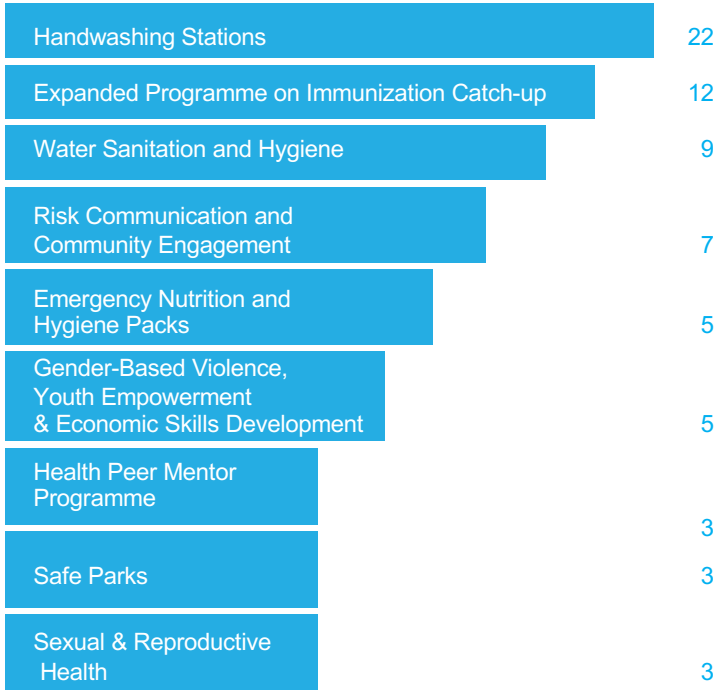 Handwashing Stations 22
Expanded Programme on Immunization Catch-up 12
Water Sanitation and Hygiene 9
Risk Communication and
Community Engagement 7
Emergency Nutrition and
Hygiene Packs 5
Gender-Based Violence,
Youth Empowerment
& Economic Skills Development 5
Health Peer Mentor
Programme
3
Safe Parks 3
Sexual & Reproductive
Health 3